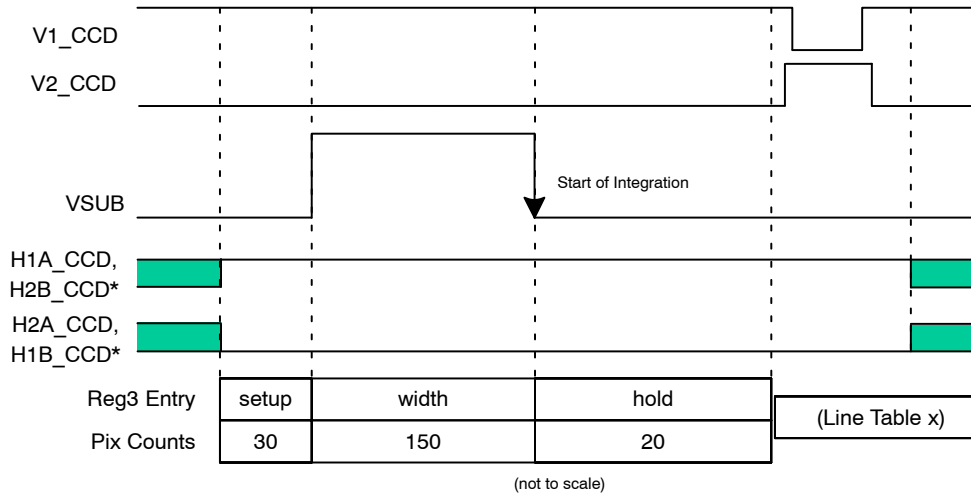 V1_CCD
V2_CCD
Start of Integration
VSUB
H1A_CCD,
H2B_CCD*
H2A_CCD,
H1B_CCD*
Reg3 Entry setup width hold
(Line Table x)
Pix Counts 30 150 20
(not to scale)